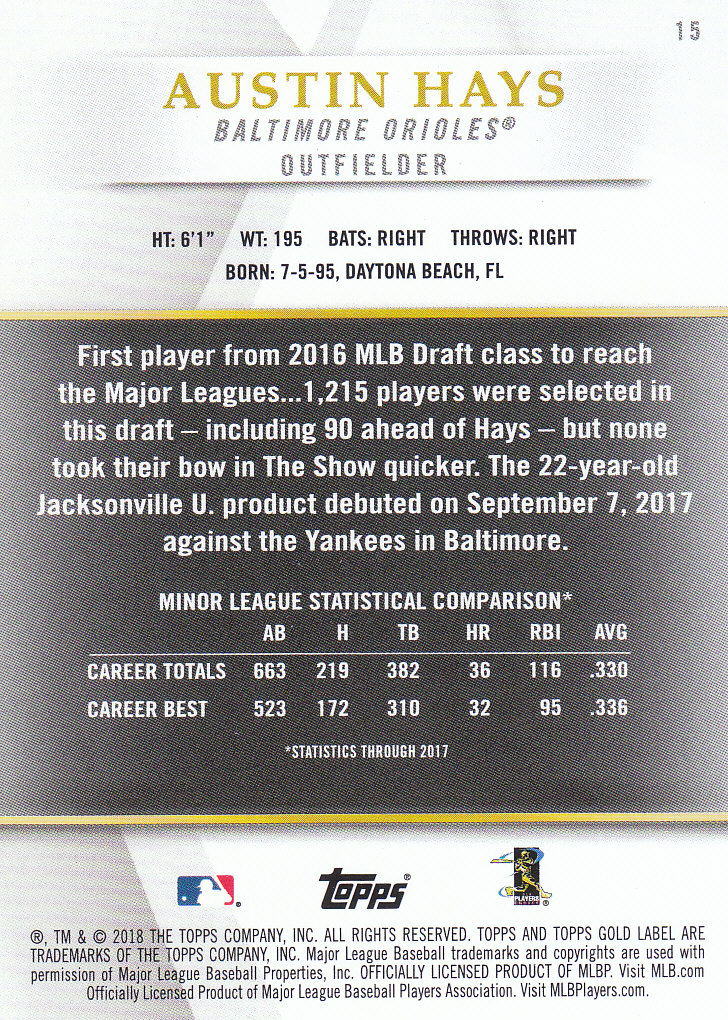 15
AUSTIN HAYS
BALTIMORE ORIOLES®
OUTFIELDER
HT: 6'1" WT: 195 BATS: RIGHT THROWS: RIGHT
BORN: 7-5-95, DAYTONA BEACH, FL
First player from 2016 MLB Draft class to reach
the Major Leagues...1,215 players were selected in
this draft – including 90 ahead of Hays – but none
took their bow in The Show quicker. The 22-year-old
Jacksonville U. product debuted on September 7, 2017
against the Yankees in Baltimore.
MINOR LEAGUE STATISTICAL COMPARISON*
AB H TB HR RBI AVG
CAREER TOTALS 663 219 382 36 116 .330
CAREER BEST 523 172 310 32 95 .336
*STATISTICS THROUGH 2017
® Topps® PLAYERS ®
®, TM & © 2018 THE TOPPS COMPANY, INC. ALL RIGHTS RESERVED. TOPPS AND TOPPS GOLD LABEL ARE
TRADEMARKS OF THE TOPPS COMPANY, INC. Major League Baseball trademarks and copyrights are used with
permission of Major League Baseball Properties, Inc. OFFICIALLY LICENSED PRODUCT OF MLBP. Visit MLB.com
Officially Licensed Product of Major League Baseball Players Association. Visit MLBPlayers.com.